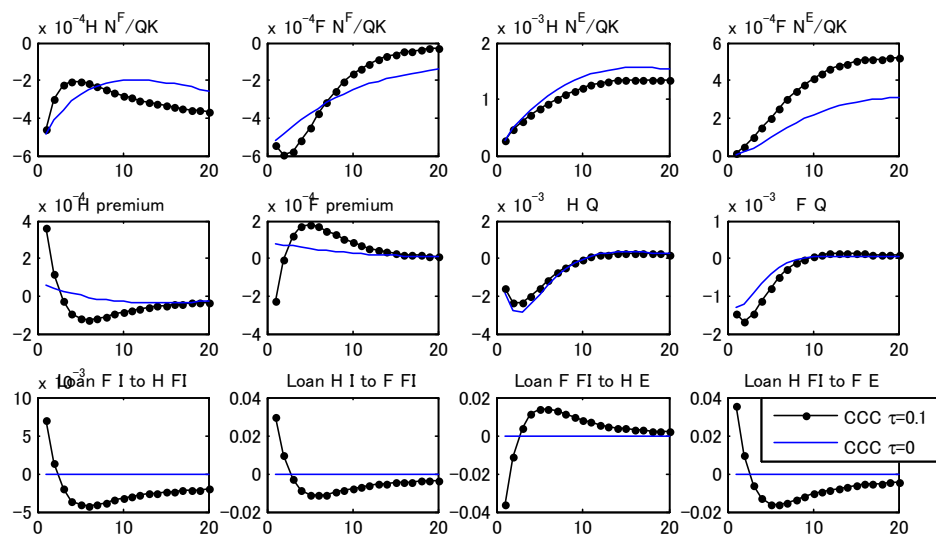 x 10⁻⁴ H Nᶠ/QK
x 10⁻⁴ F Nᶠ/QK
x 10⁻³ H Nᴱ/QK
x 10⁻⁴ F Nᴱ/QK
0
-2
-4
-6
0 10 20
0
-2
-4
-6
0 10 20
2
1
0
0 10 20
6
4
2
0
0 10 20
x 10⁻⁴ H premium
x 10⁻⁴ F premium
x 10⁻³ H Q
x 10⁻³ F Q
4
2
0
-2
0 10 20
2
0
-2
-4
0 10 20
2
0
-2
-4
0 10 20
1
0
-1
-2
0 10 20
x 10⁻³ Loan F I to H FI
Loan H I to F FI
Loan F FI to H E
Loan H FI to F E
10
5
0
-5
0 10 20
0.04
0.02
0
-0.02
0 10 20
0.02
0
-0.02
-0.04
0 10 20
0.04
0.02
0
-0.02
0 10 20
CCC τ=0.1
CCC τ=0